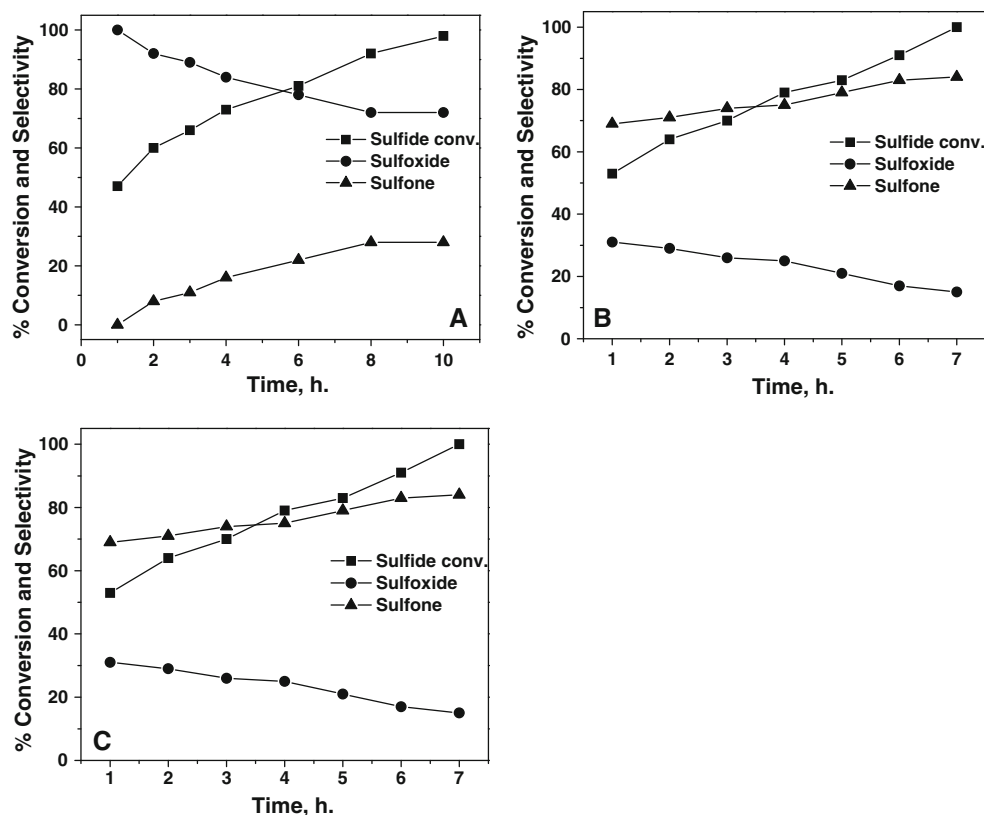 % Conversion and Selectivity
100
80
60
40
20
0
Sulfide conv.
Sulfoxide
Sulfone
A
0 2 4 6 8 10
Time, h.
% Conversion and Selectivity
100
80
60
40
20
0
Sulfide conv.
Sulfoxide
Sulfone
B
1 2 3 4 5 6 7
Time, h.
% Conversion and Selectivity
100
80
60
40
20
0
Sulfide conv.
Sulfoxide
Sulfone
C
1 2 3 4 5 6 7
Time, h.